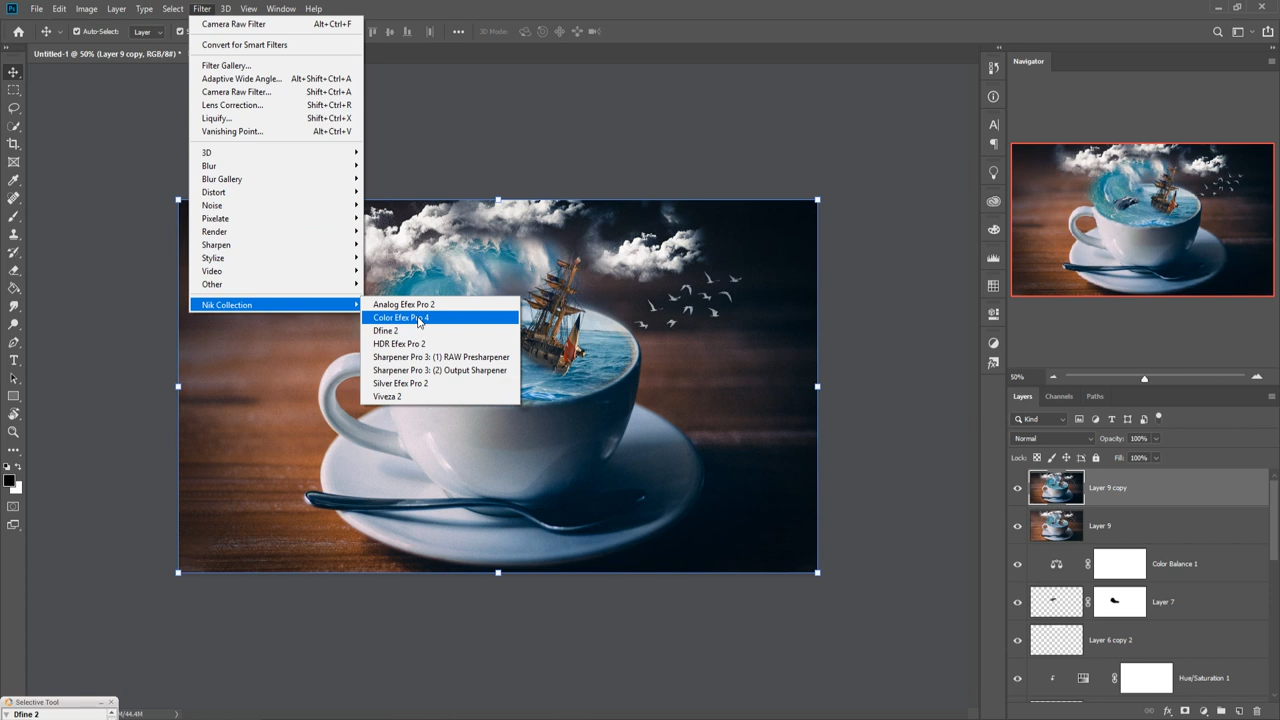 Ps File Edit Image Layer Type Select Filter 3D View Window Help
Auto-Select: Layer
3D Mode:
Untitled-1 @ 50% (Layer 9 copy, RGB/8#) *
Camera Raw Filter Alt+Ctrl+F
Convert for Smart Filters
Filter Gallery...
Adaptive Wide Angle... Alt+Shift+Ctrl+A
Camera Raw Filter... Shift+Ctrl+A
Lens Correction... Shift+Ctrl+R
Liquify... Shift+Ctrl+X
Vanishing Point... Alt+Ctrl+V
3D
Blur
Blur Gallery
Distort
Noise
Pixelate
Render
Sharpen
Stylize
Video
Other
Nik Collection
Analog Efex Pro 2
Color Efex Pro 4
Dfine 2
HDR Efex Pro 2
Sharpener Pro 3: (1) RAW Presharpener
Sharpener Pro 3: (2) Output Sharpener
Silver Efex Pro 2
Viveza 2
Navigator
50%
Layers Channels Paths
Kind
Normal Opacity: 100%
Lock: Fill: 100%
Layer 9 copy
Layer 9
Color Balance 1
Layer 7
Layer 6 copy 2
Hue/Saturation 1
fx
Selective Tool
Dfine 2
M/44.4M